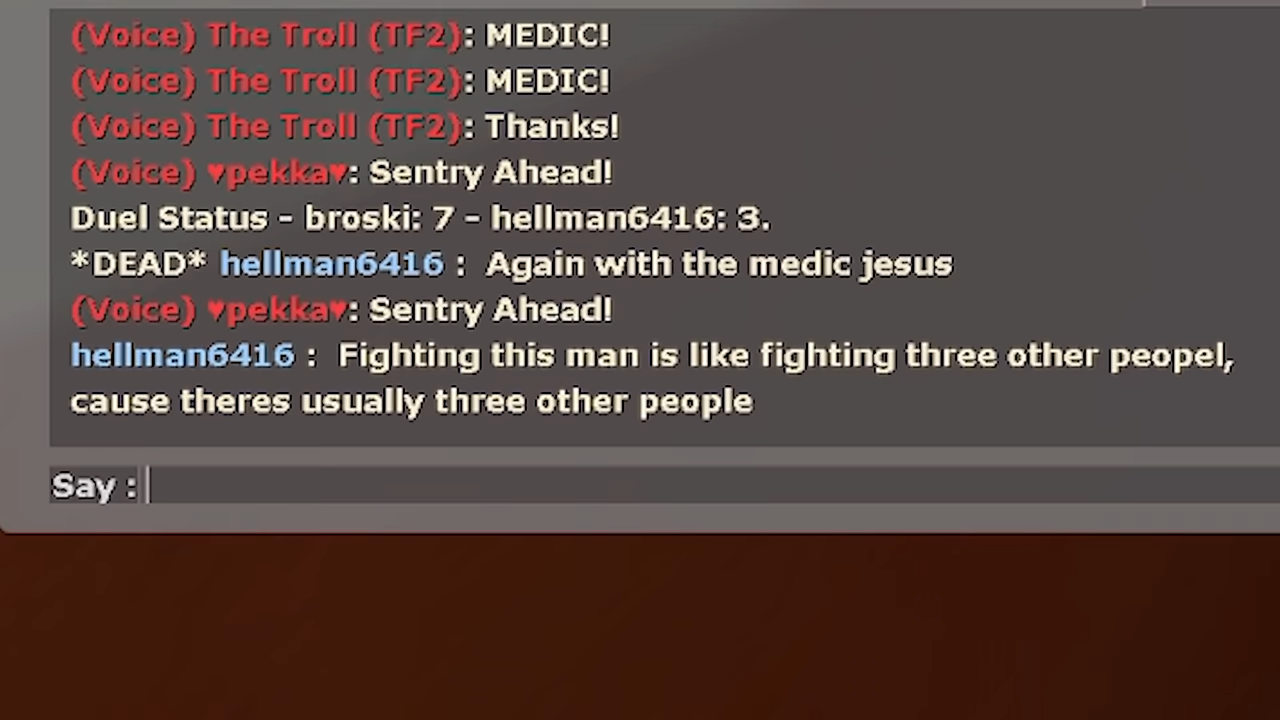 (Voice) The Troll (TF2): MEDIC!
(Voice) The Troll (TF2): MEDIC!
(Voice) The Troll (TF2): Thanks!
(Voice) ♥pekka♥: Sentry Ahead!
Duel Status - broski: 7 - hellman6416: 3.
*DEAD* hellman6416 :  Again with the medic jesus
(Voice) ♥pekka♥: Sentry Ahead!
hellman6416 :  Fighting this man is like fighting three other peopel,
cause theres usually three other people
Say :